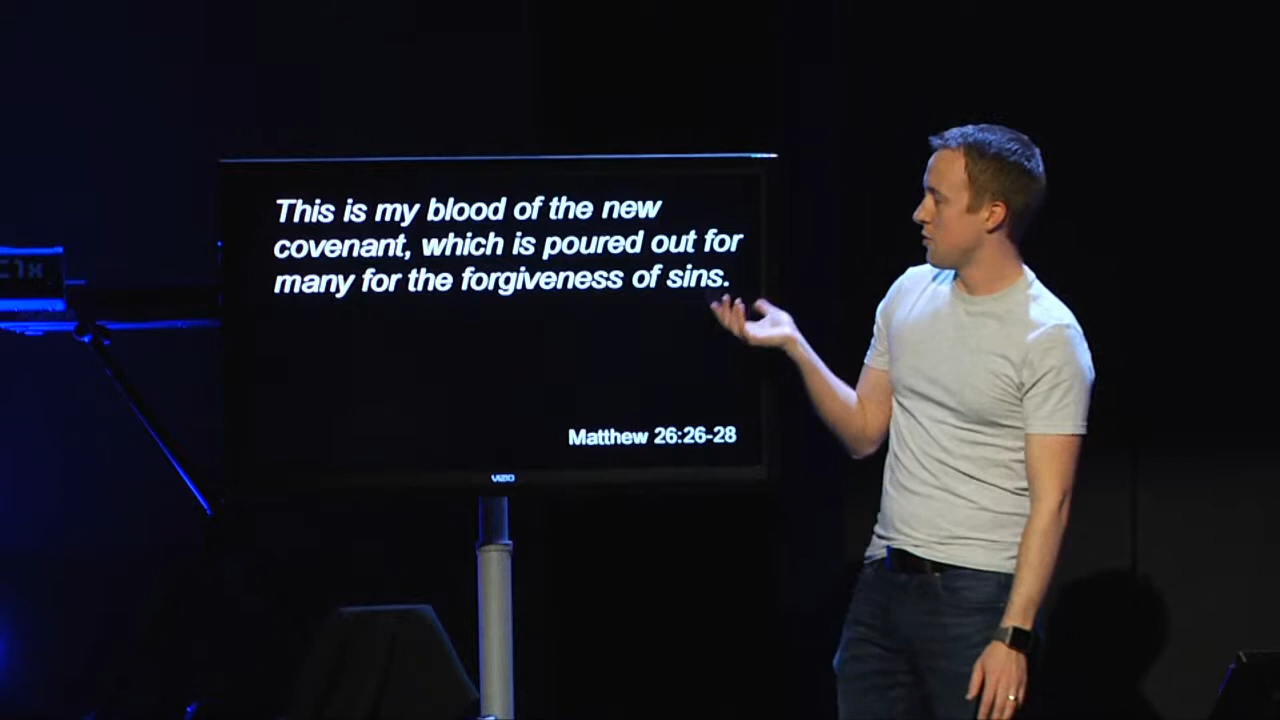 This is my blood of the new
covenant, which is poured out for
many for the forgiveness of sins.
Matthew 26:26-28
VIZIO